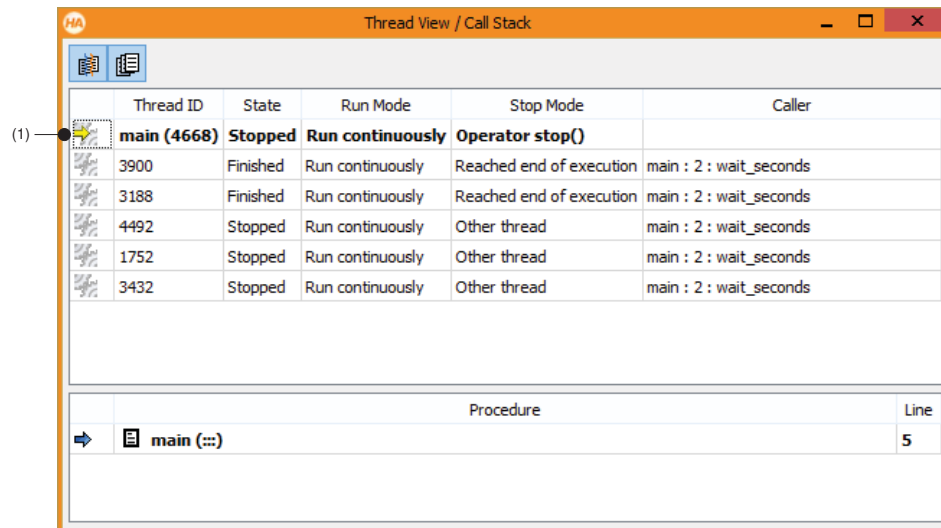 HA Thread View / Call Stack
Thread ID State Run Mode Stop Mode Caller
(1) main (4668) Stopped Run continuously Operator stop()
3900 Finished Run continuously Reached end of execution main : 2 : wait_seconds
3188 Finished Run continuously Reached end of execution main : 2 : wait_seconds
4492 Stopped Run continuously Other thread main : 2 : wait_seconds
1752 Stopped Run continuously Other thread main : 2 : wait_seconds
3432 Stopped Run continuously Other thread main : 2 : wait_seconds
Procedure Line
main (:::) 5